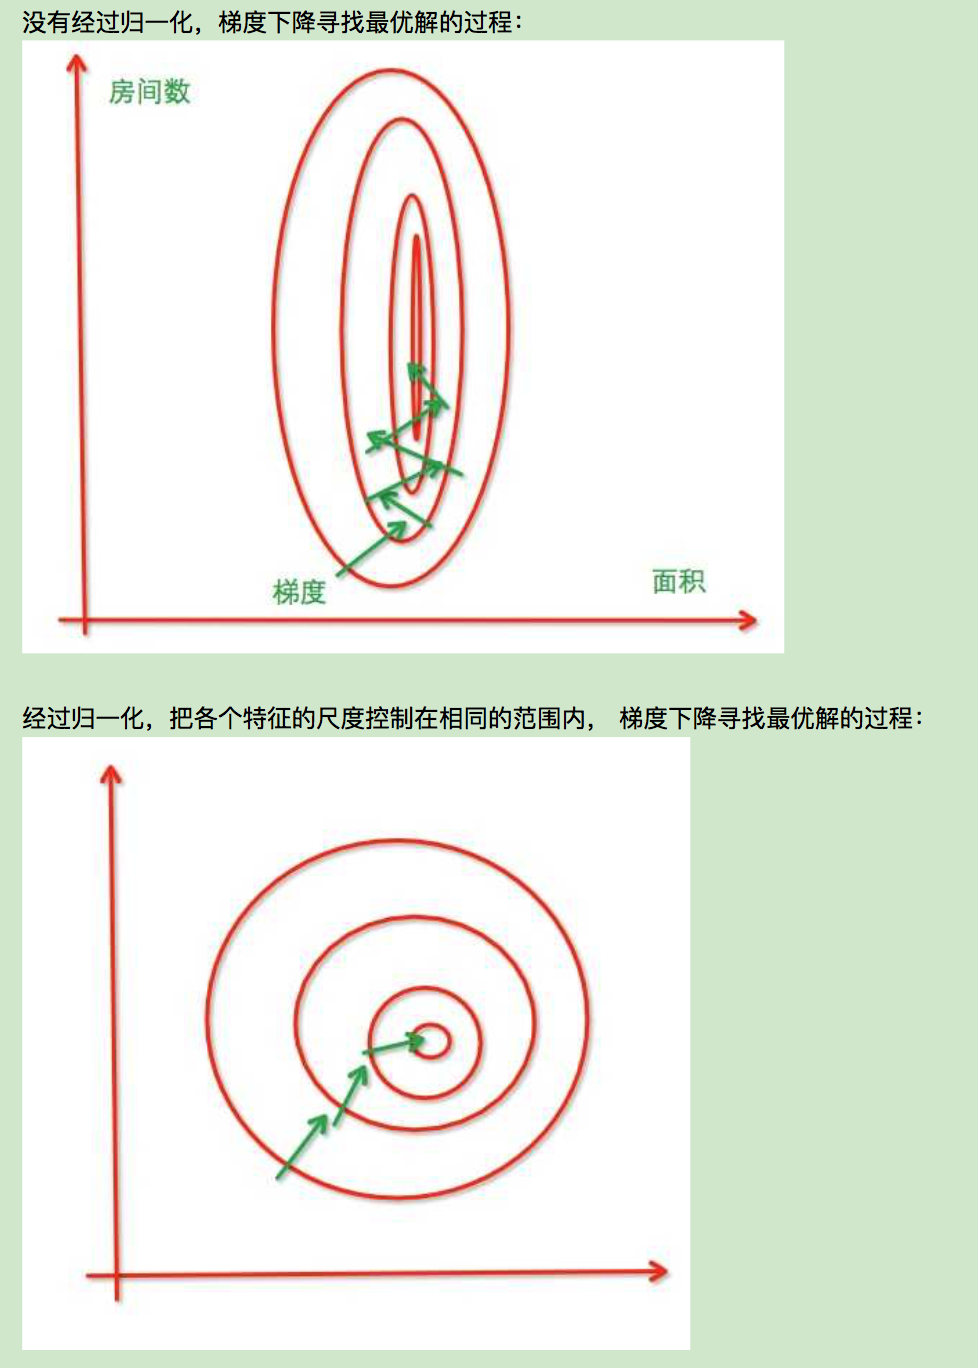 没有经过归一化，梯度下降寻找最优解的过程：
房间数
梯度
面积
经过归一化，把各个特征的尺度控制在相同的范围内， 梯度下降寻找最优解的过程：